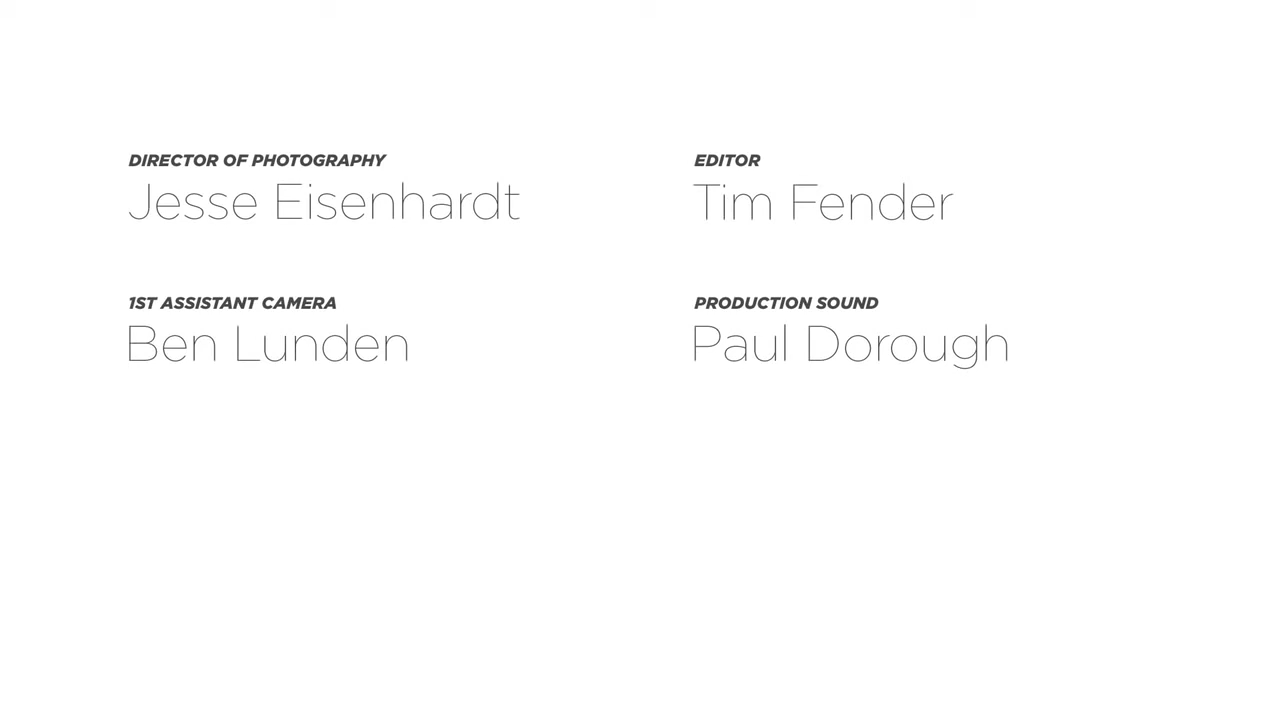 DIRECTOR OF PHOTOGRAPHY
Jesse Eisenhardt
EDITOR
Tim Fender
1ST ASSISTANT CAMERA
Ben Lunden
PRODUCTION SOUND
Paul Dorough